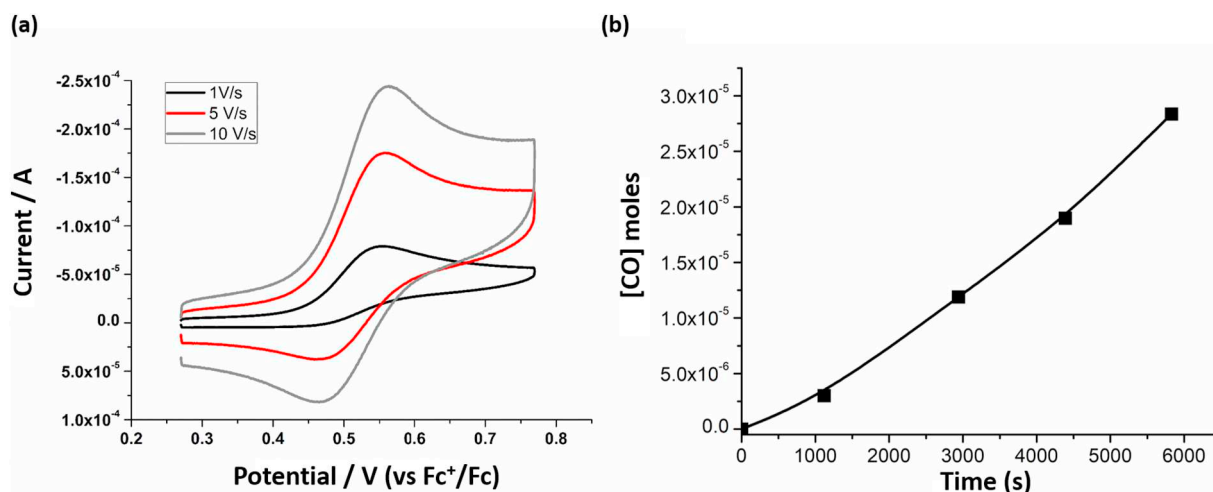 (a)
-2.5x10⁻⁴
-2.0x10⁻⁴
-1.5x10⁻⁴
-1.0x10⁻⁴
-5.0x10⁻⁵
0.0
5.0x10⁻⁵
1.0x10⁻⁴
Current / A
1V/s
5 V/s
10 V/s
0.2 0.3 0.4 0.5 0.6 0.7 0.8
Potential / V (vs Fc⁺/Fc)
(b)
3.0x10⁻⁵
2.5x10⁻⁵
2.0x10⁻⁵
1.5x10⁻⁵
1.0x10⁻⁵
5.0x10⁻⁶
0.0
[CO] moles
0 1000 2000 3000 4000 5000 6000
Time (s)